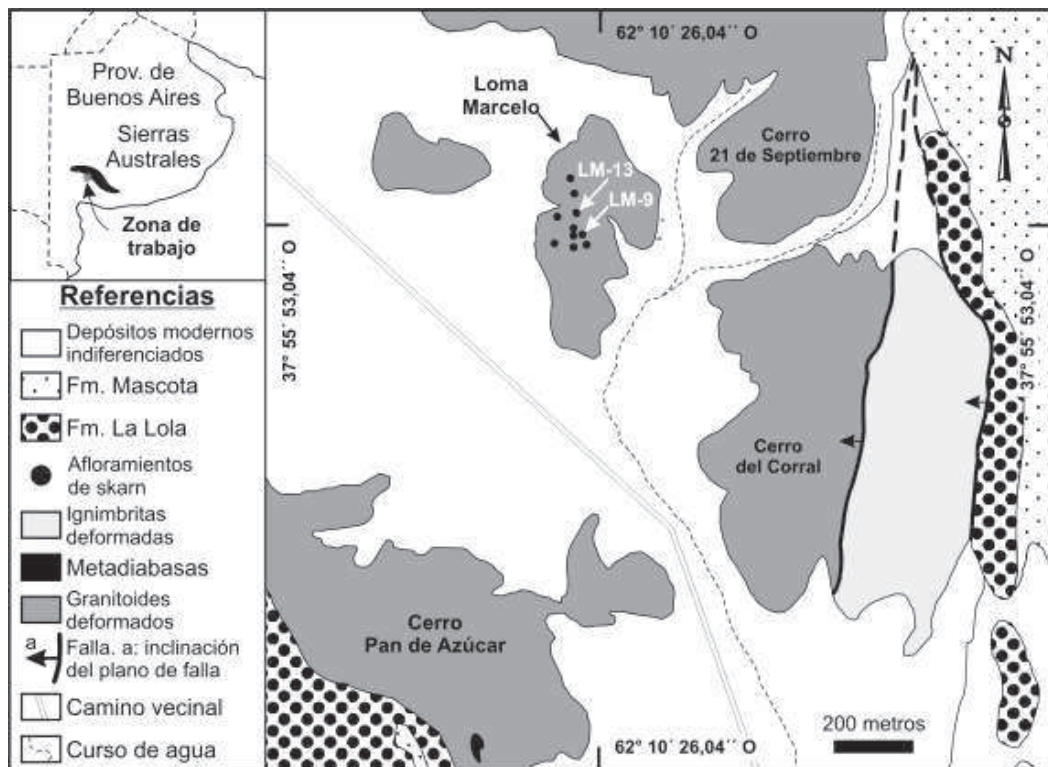 Prov. de
Buenos Aires
Sierras
Australes
Zona de
trabajo
Referencias
Depósitos modernos
indiferenciados
Fm. Mascota
Fm. La Lola
Afloramientos
de skarn
Ignimbritas
deformadas
Metadiabasas
Granitoides
deformados
a
Falla. a: inclinación
del plano de falla
Camino vecinal
Curso de agua
62° 10´ 26,04´´ O
N
Loma
Marcelo
Cerro
21 de Septiembre
LM-13
LM-9
37° 55´ 53,04´´ O
37° 55´ 53,04´´ O
Cerro
del Corral
Cerro
Pan de Azúcar
200 metros
62° 10´ 26,04´´ O